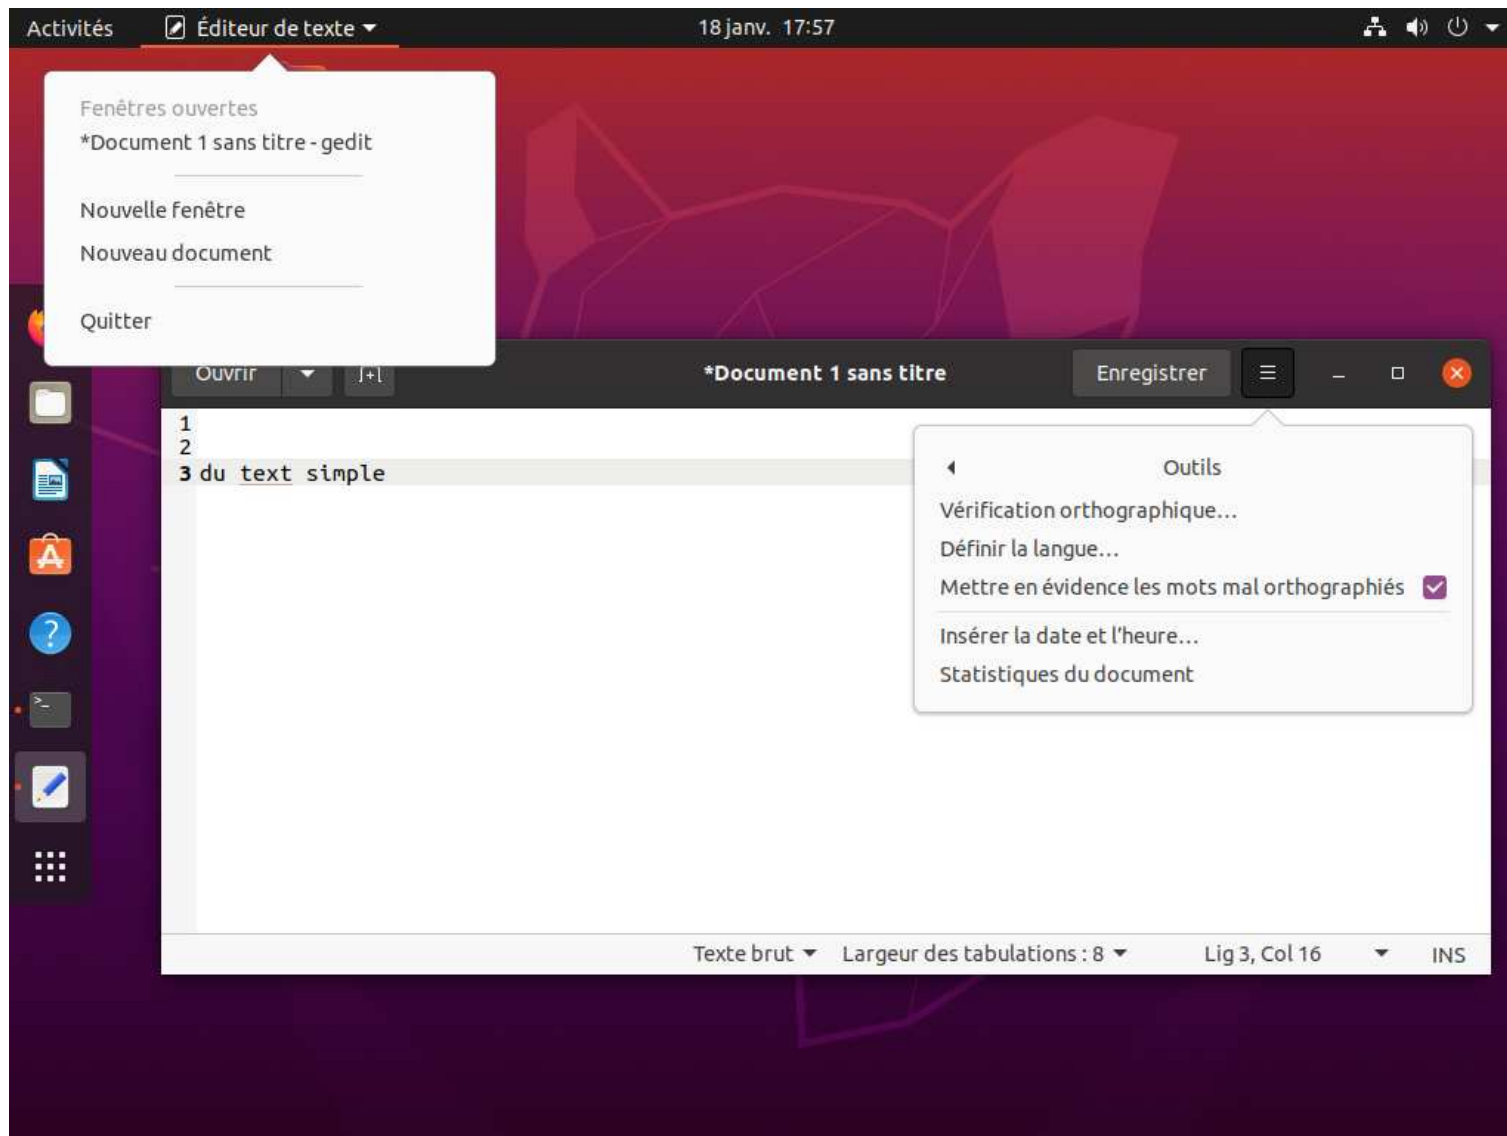 Activités Éditeur de texte 18 janv. 17:57
Fenêtres ouvertes
*Document 1 sans titre - gedit
Nouvelle fenêtre
Nouveau document
Quitter
Ouvrir *Document 1 sans titre Enregistrer
1
2
3 du text simple
Outils
Vérification orthographique…
Définir la langue…
Mettre en évidence les mots mal orthographiés
Insérer la date et l'heure…
Statistiques du document
Texte brut Largeur des tabulations : 8 Lig 3, Col 16 INS